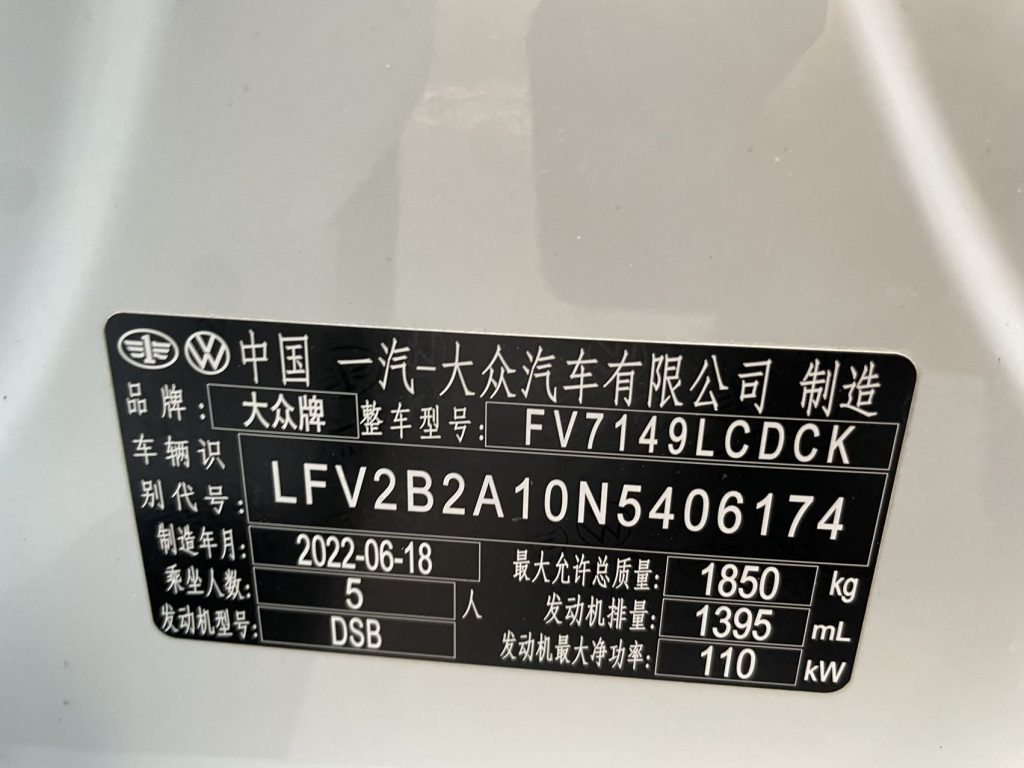 中国 一汽-大众汽车有限公司 制造
品牌: 大众牌 整车型号: FV7149LCDCK
车辆识别代号: LFV2B2A10N5406174
制造年月: 2022-06-18 最大允许总质量: 1850 kg
乘坐人数: 5 人 发动机排量: 1395 mL
发动机型号: DSB 发动机最大净功率: 110 kW